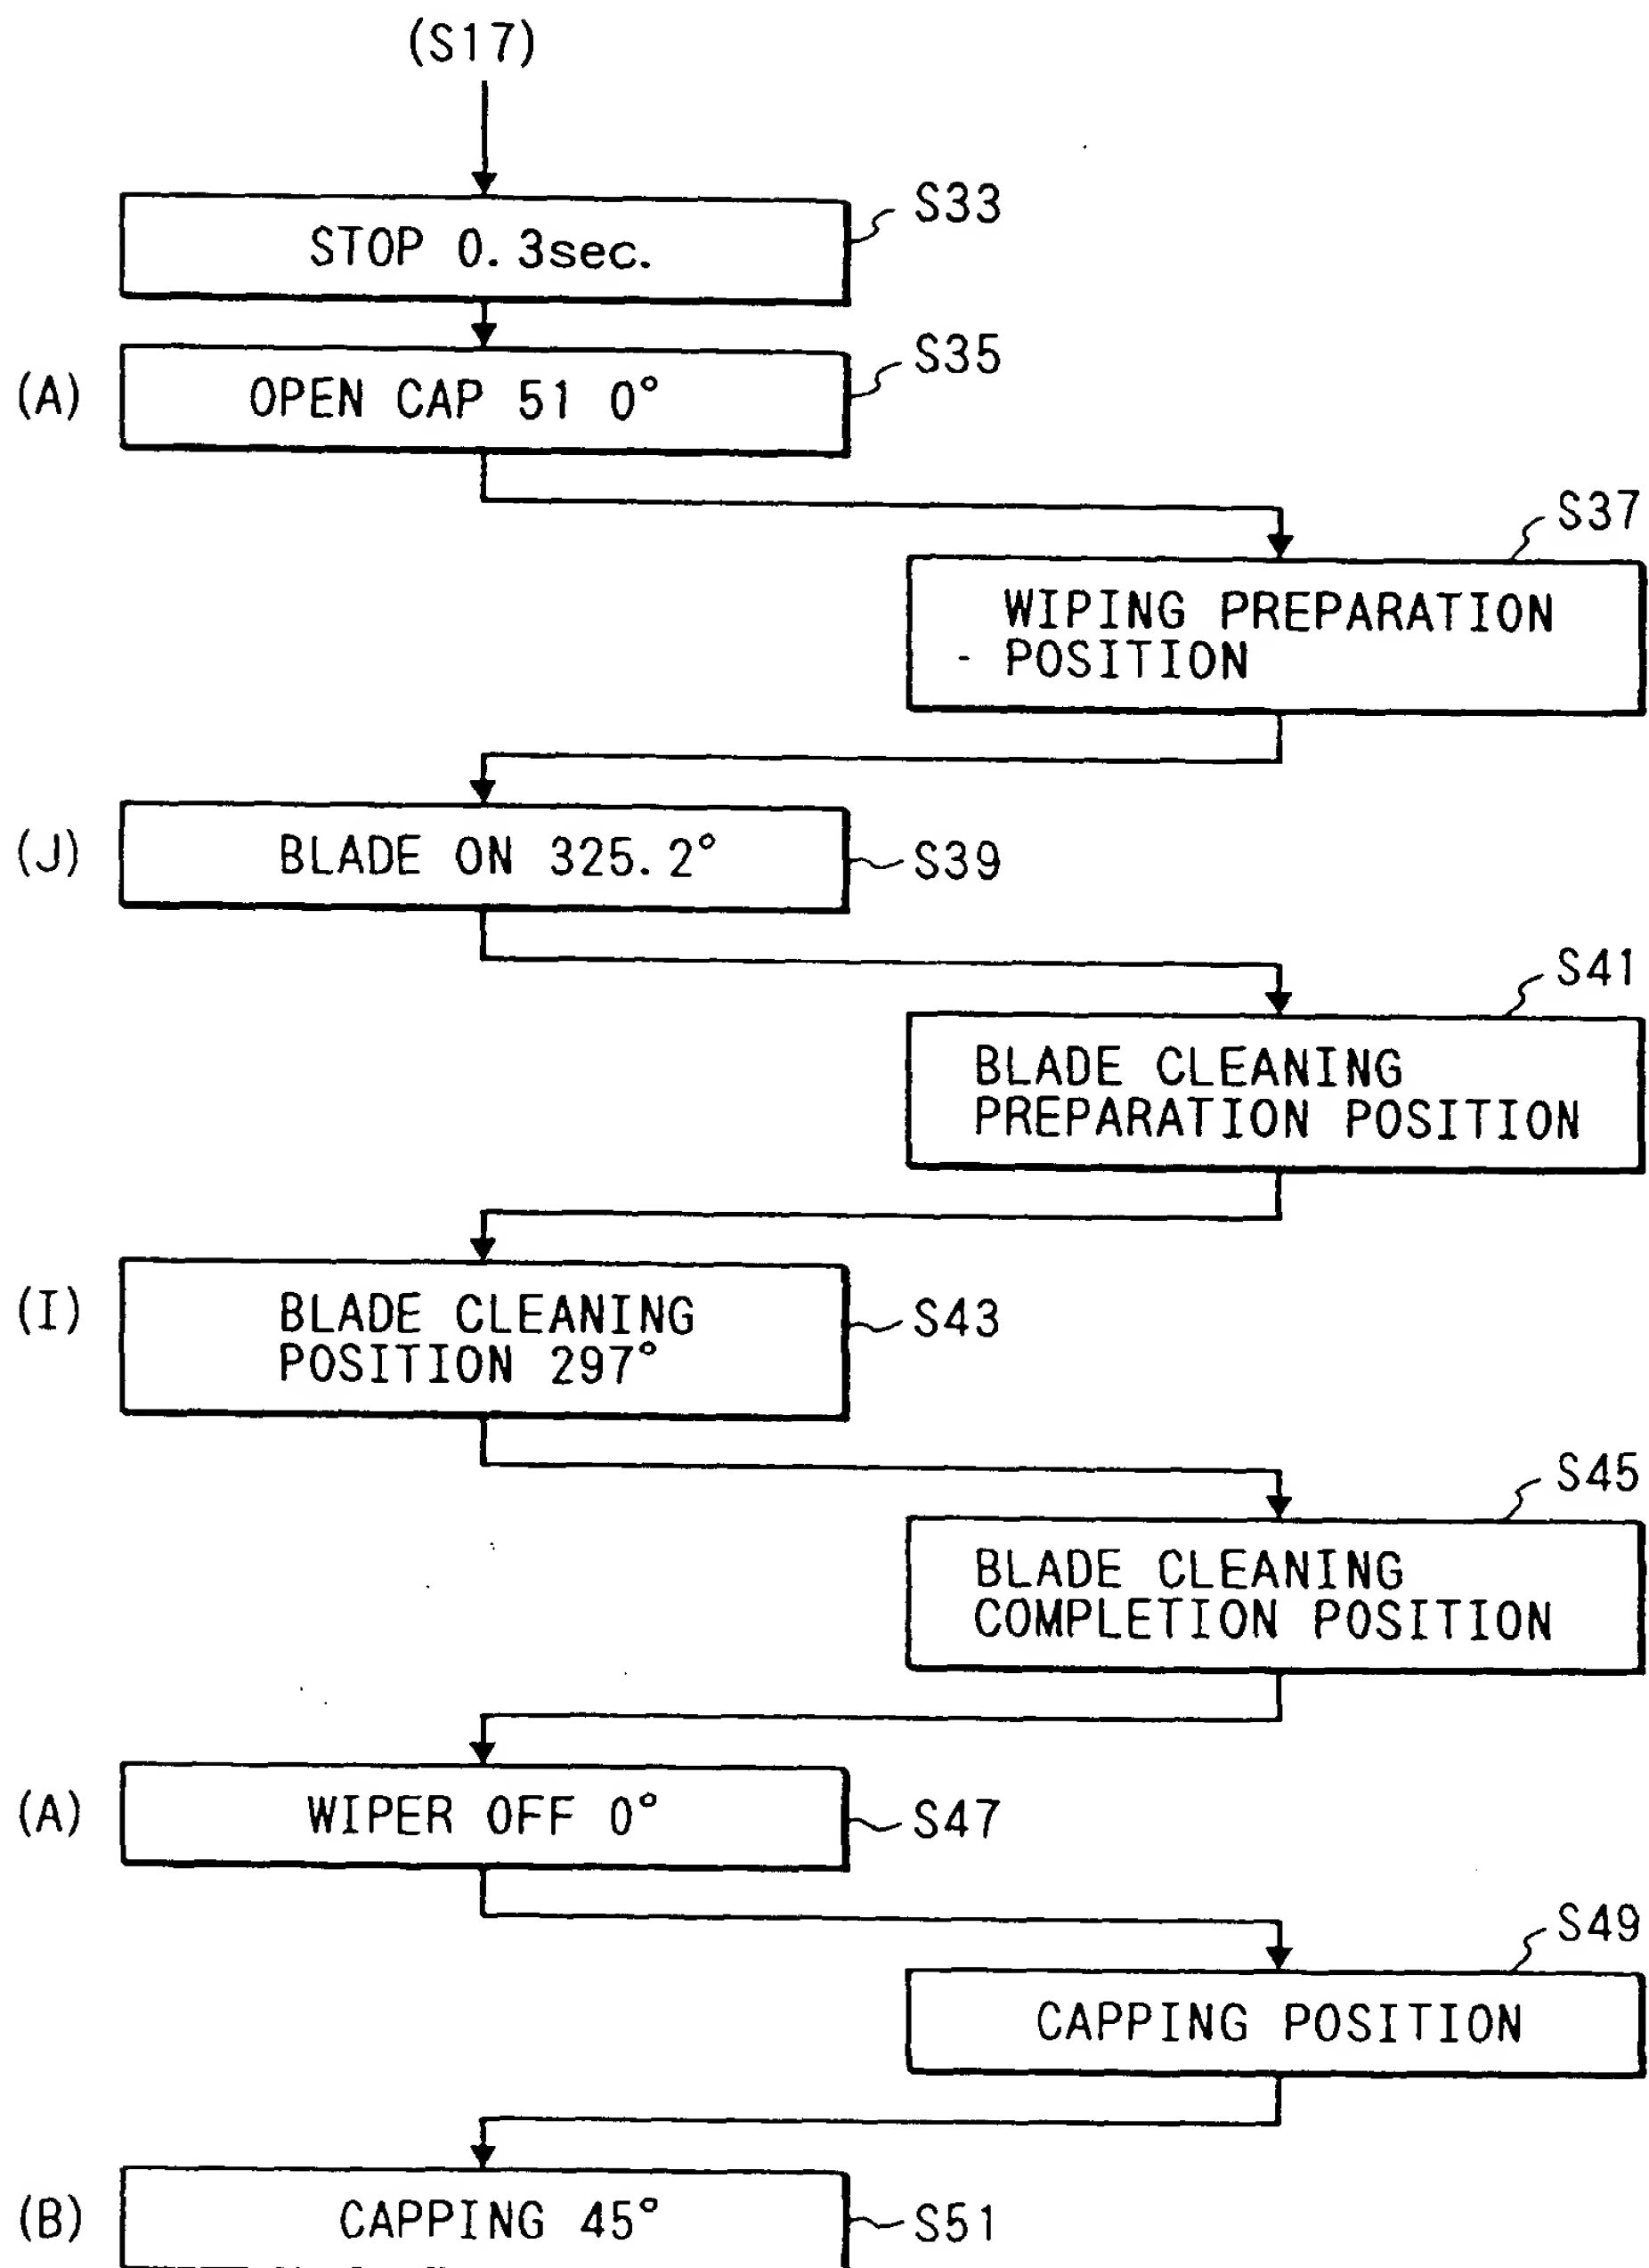 (S17)
STOP 0.3sec.
S33
(A)
OPEN CAP 51 0°
S35
WIPING PREPARATION
POSITION
S37
(J)
BLADE ON 325.2°
S39
BLADE CLEANING
PREPARATION POSITION
S41
(I)
BLADE CLEANING
POSITION 297°
S43
BLADE CLEANING
COMPLETION POSITION
S45
(A)
WIPER OFF 0°
S47
CAPPING POSITION
S49
(B)
CAPPING 45°
S51